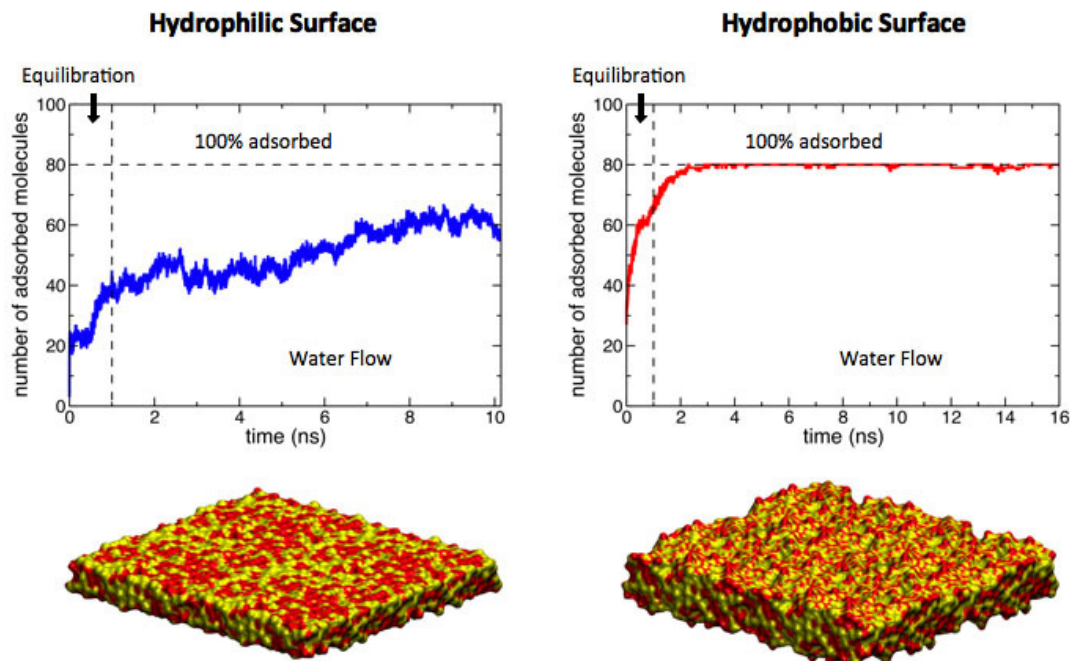 Hydrophilic Surface
Equilibration
100
80
60
40
20
0
number of adsorbed molecules
100% adsorbed
Water Flow
0 2 4 6 8 10
time (ns)
Hydrophobic Surface
Equilibration
100
80
60
40
20
0
number of adsorbed molecules
100% adsorbed
Water Flow
0 2 4 6 8 10 12 14 16
time (ns)